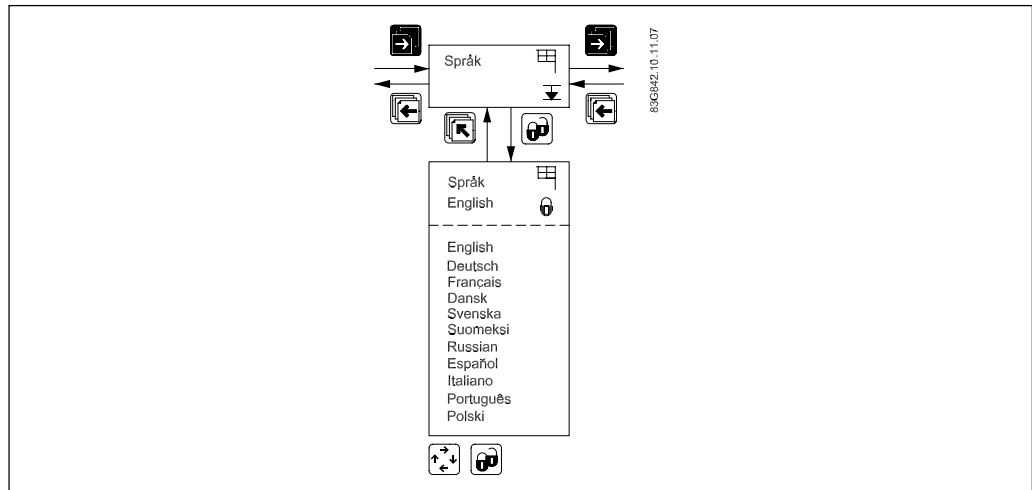 Språk
83G842.10.11.07
Språk
English
English
Deutsch
Français
Dansk
Svenska
Suomeksi
Russian
Español
Italiano
Português
Polski